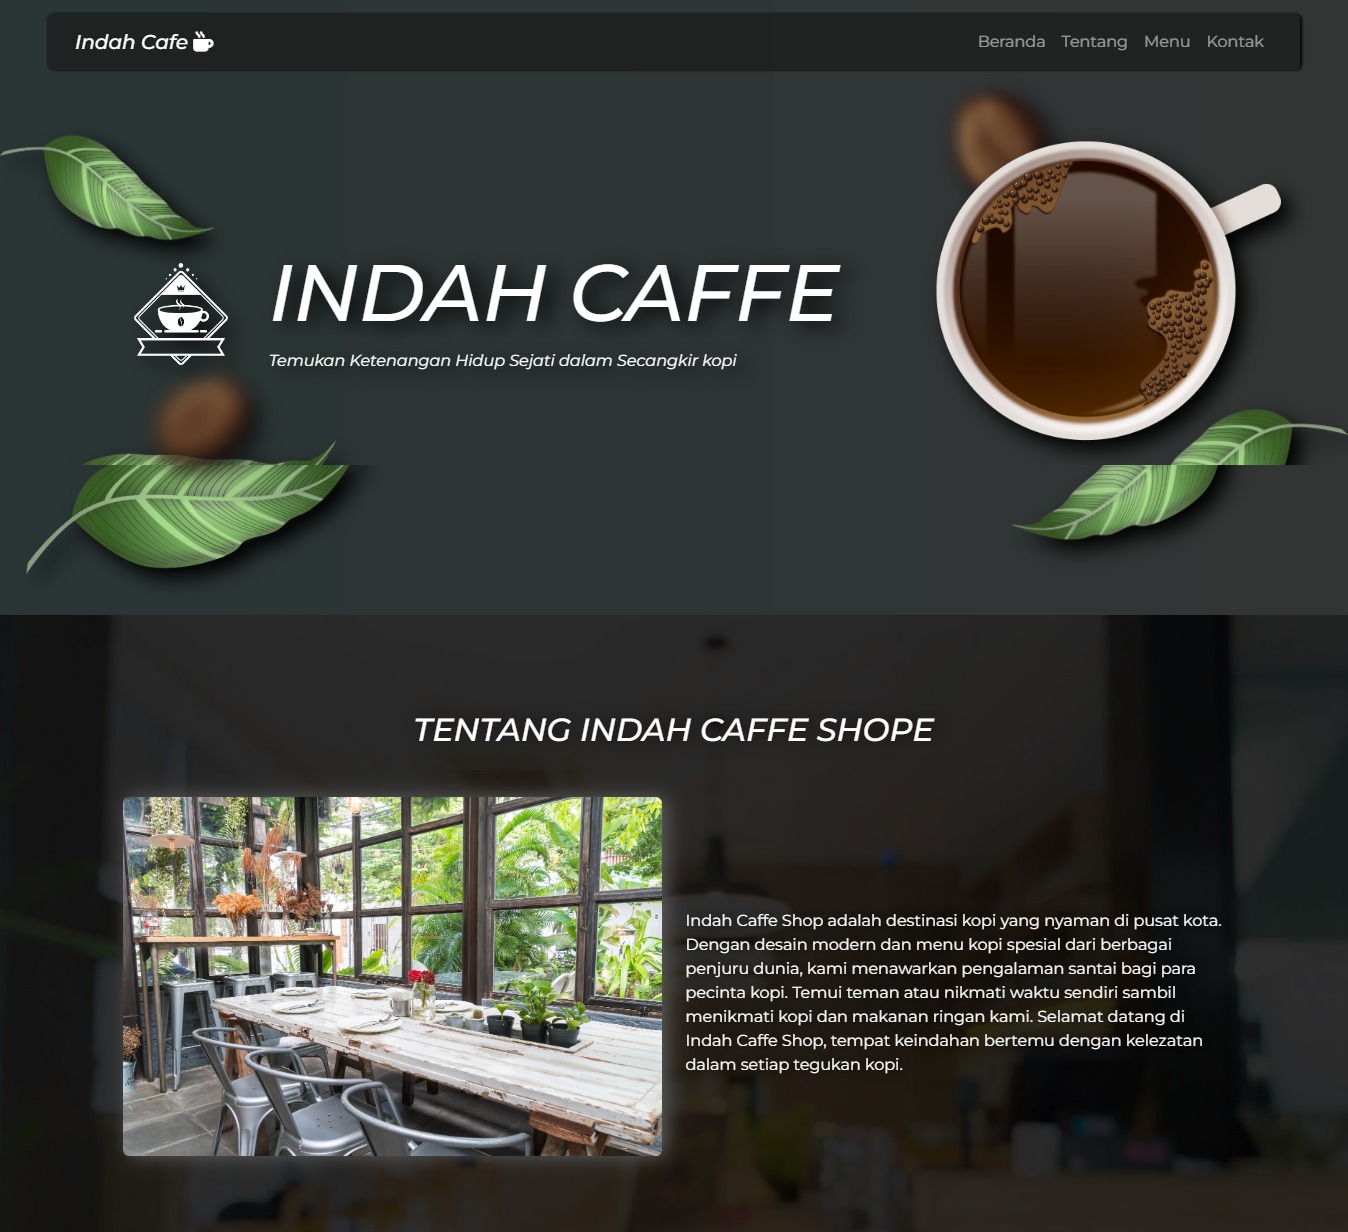 Indah Cafe
Beranda Tentang Menu Kontak
INDAH CAFFE
Temukan Ketenangan Hidup Sejati dalam Secangkir kopi
TENTANG INDAH CAFFE SHOPE
Indah Caffe Shop adalah destinasi kopi yang nyaman di pusat kota.
Dengan desain modern dan menu kopi spesial dari berbagai
penjuru dunia, kami menawarkan pengalaman santai bagi para
pecinta kopi. Temui teman atau nikmati waktu sendiri sambil
menikmati kopi dan makanan ringan kami. Selamat datang di
Indah Caffe Shop, tempat keindahan bertemu dengan kelezatan
dalam setiap tegukan kopi.